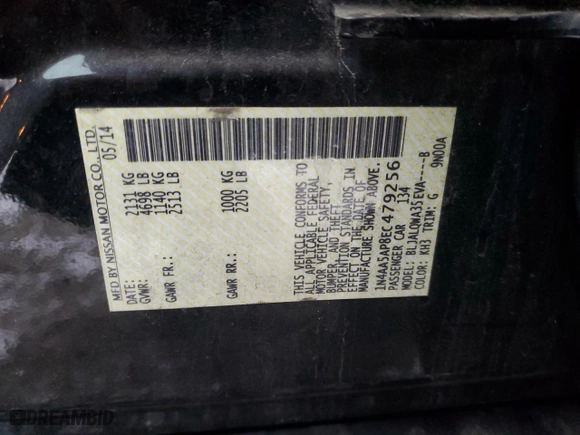 MFD BY NISSAN MOTOR CO., LTD.
DATE: 05/14
GVWR: 2131 KG
4698 LB
GAWR FR.: 1140 KG
2513 LB
GAWR RR.: 1000 KG
2205 LB
THIS VEHICLE CONFORMS TO
ALL APPLICABLE FEDERAL
MOTOR VEHICLE SAFETY,
BUMPER, AND THEFT
PREVENTION STANDARDS IN
EFFECT ON THE DATE OF
MANUFACTURE SHOWN ABOVE.
1N4AA5AP8EC479256
PASSENGER CAR 134
MODEL: BLJALQWA35EVA----B
COLOR: KH3 TRIM: G 9N00A
DREAMBID